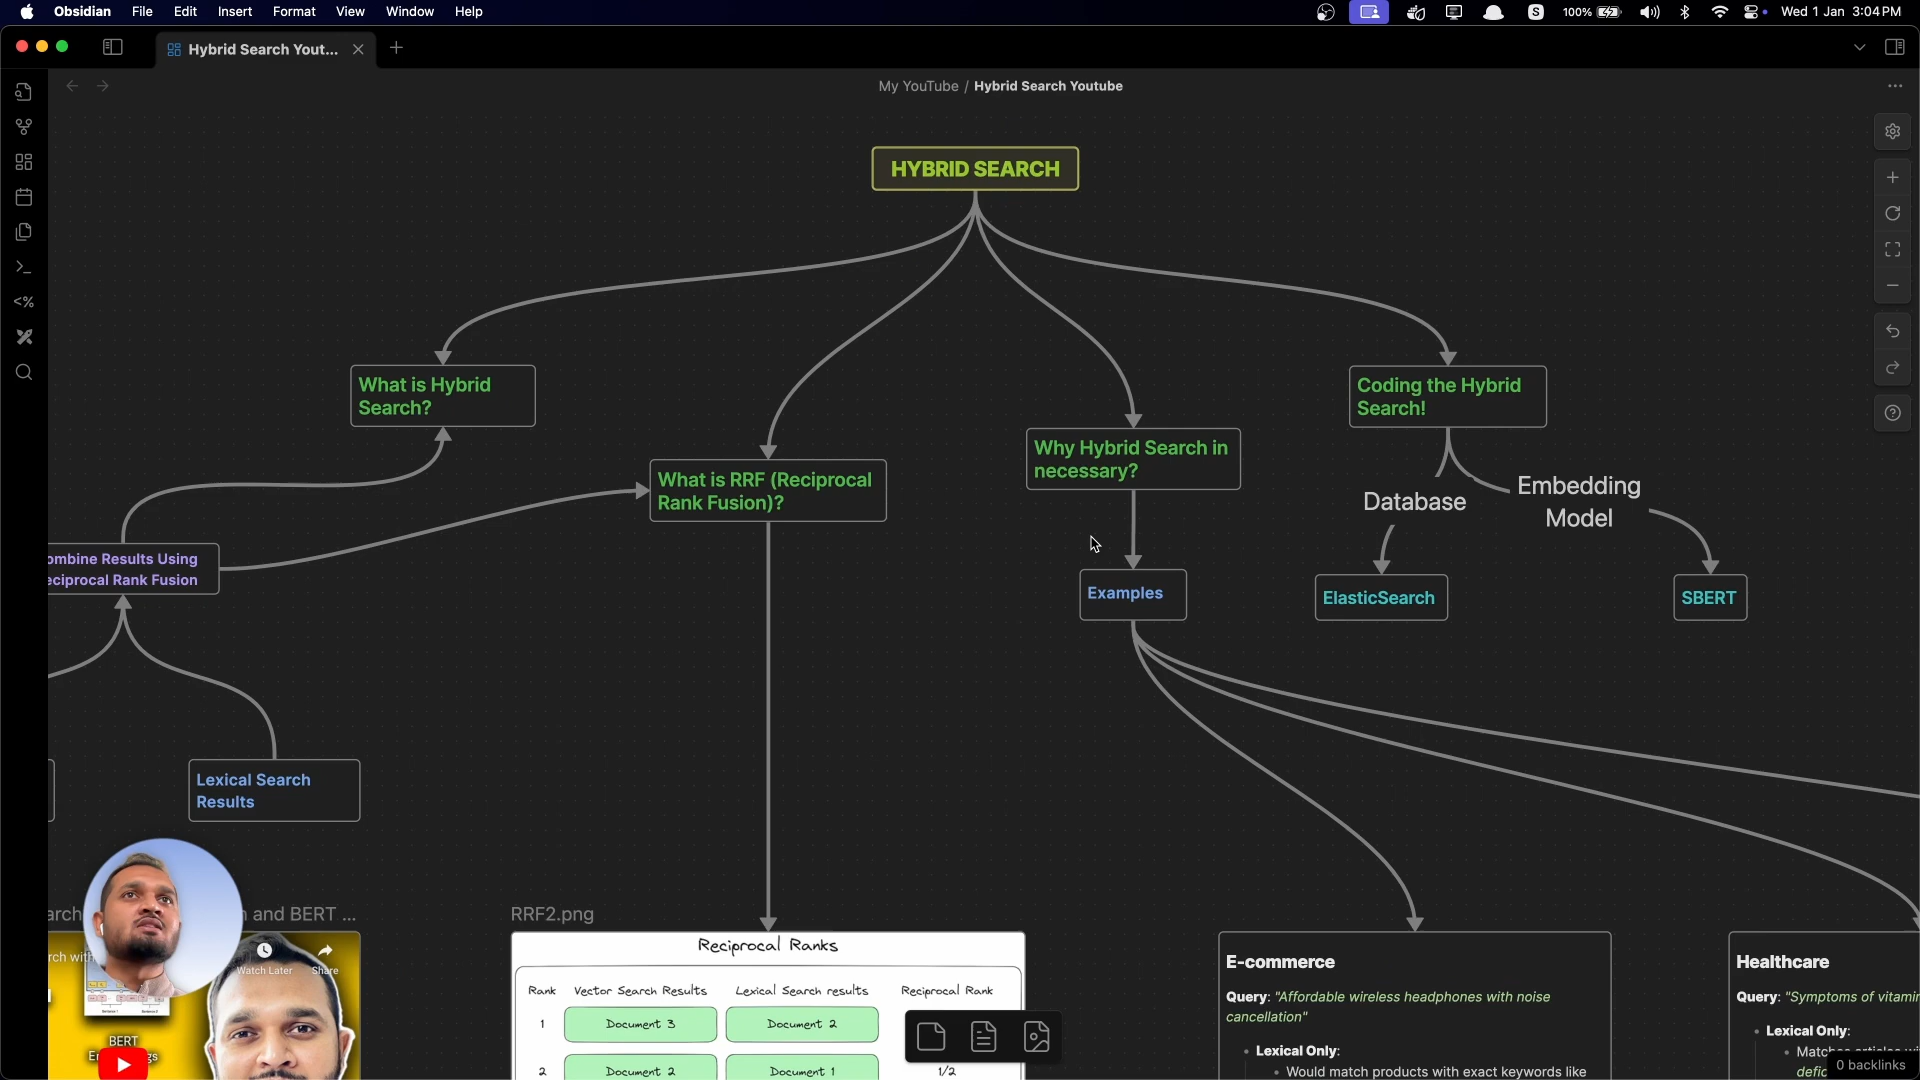 Obsidian File Edit Insert Format View Window Help
100% Wed 1 Jan 3:04 PM
Hybrid Search Yout...
My YouTube / Hybrid Search Youtube
HYBRID SEARCH
What is Hybrid
Search?
Coding the Hybrid
Search!
Why Hybrid Search in
necessary?
What is RRF (Reciprocal
Rank Fusion)?
Database
Embedding
Model
ombine Results Using
eciprocal Rank Fusion
Examples
ElasticSearch
SBERT
Lexical Search
Results
arch
and BERT ...
RRF2.png
Watch Later
Share
BERT
Reciprocal Ranks
Rank Vector Search Results Lexical Search results Reciprocal Rank
1 Document 3 Document 2
2 Document 2 Document 1 1/2
E-commerce
Query: "Affordable wireless headphones with noise
cancellation"
• Lexical Only:
• Would match products with exact keywords like
Healthcare
Query: "Symptoms of vitamin
• Lexical Only:
0 backlinks